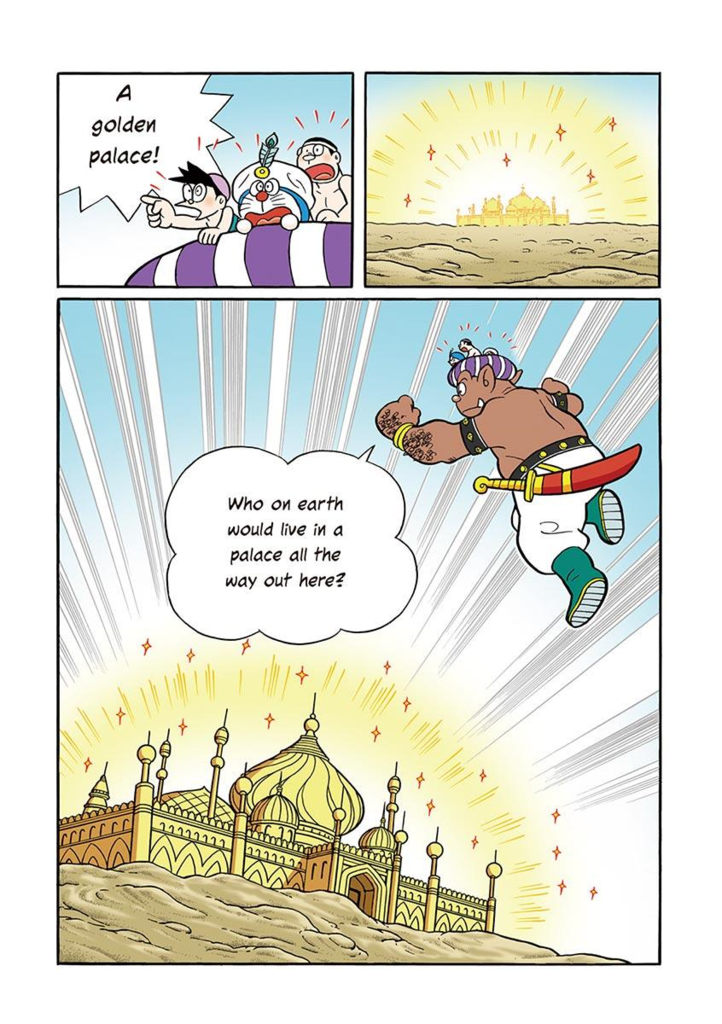 A
golden
palace!
Who on earth
would live in a
palace all the
way out here?